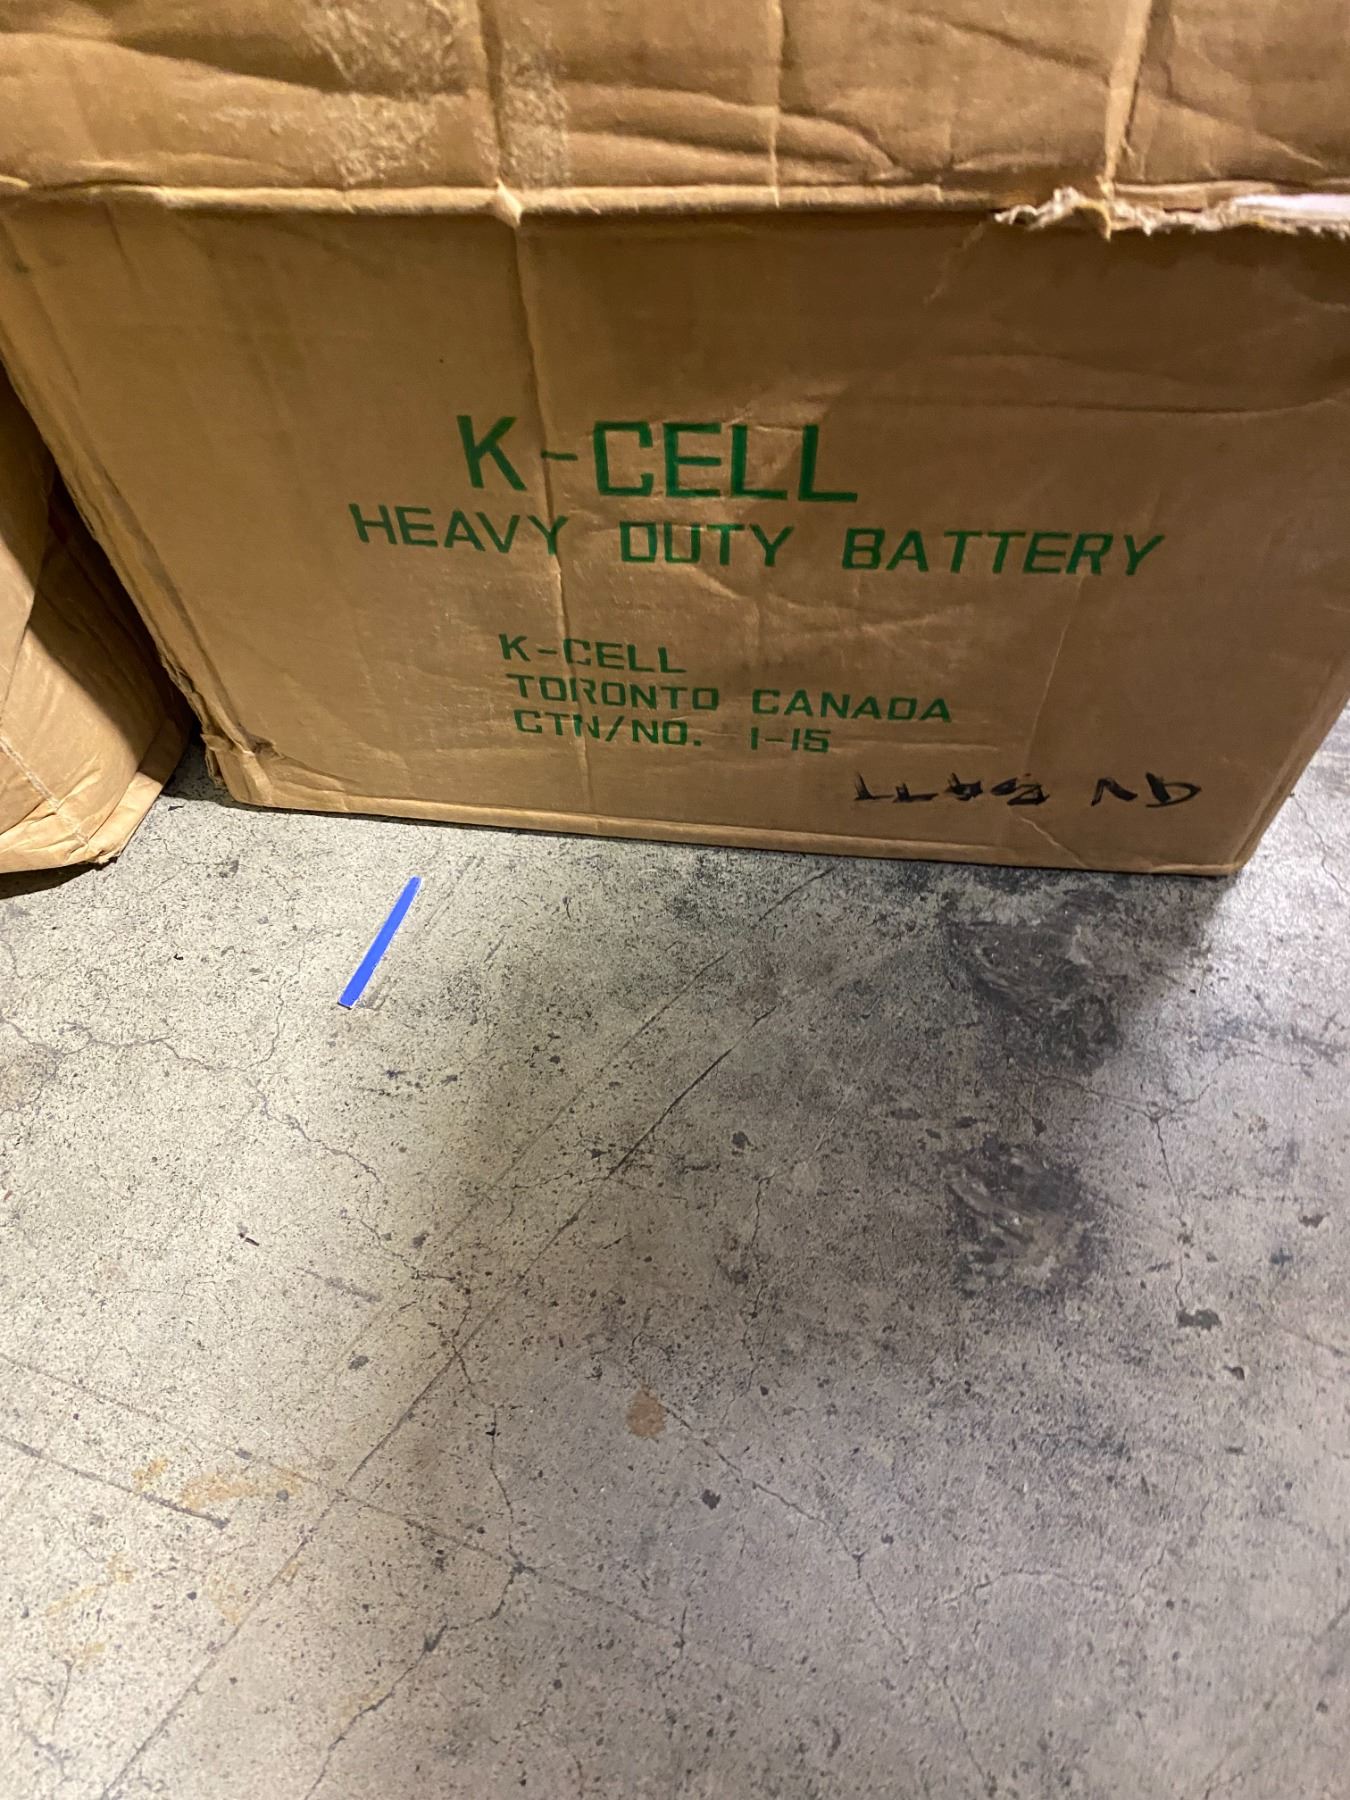 K-CELL
HEAVY DUTY BATTERY
K-CELL
TORONTO CANADA
CTN/NO. 1-15